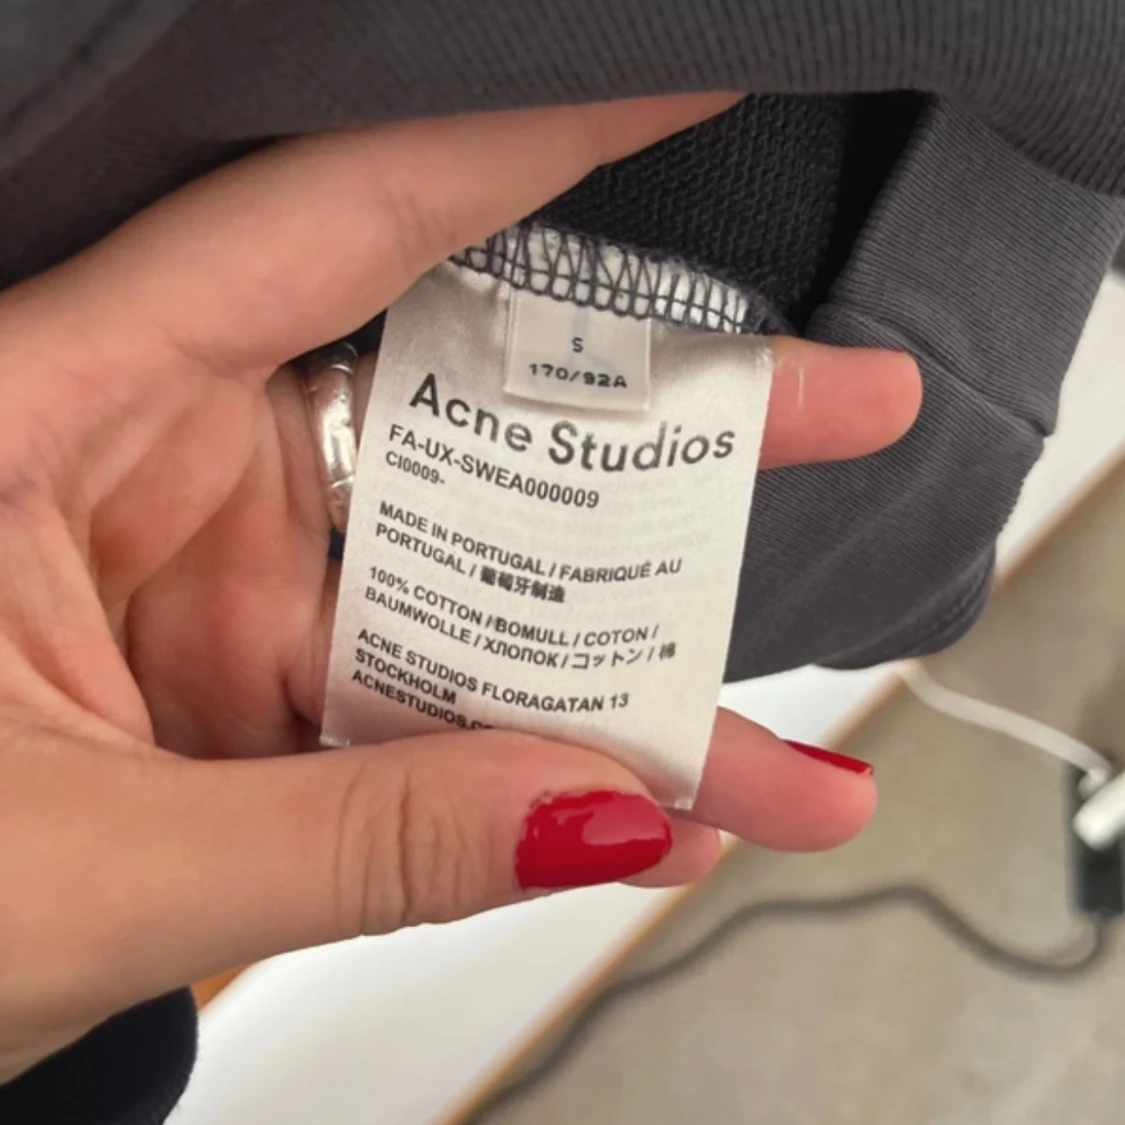 S
170/92A
Acne Studios
FA-UX-SWEA000009
CI0009-
MADE IN PORTUGAL / FABRIQUÉ AU
PORTUGAL / 葡萄牙制造
100% COTTON / BOMULL / COTON /
BAUMWOLLE / ХЛОПОК / コットン / 棉
ACNE STUDIOS FLORAGATAN 13
STOCKHOLM